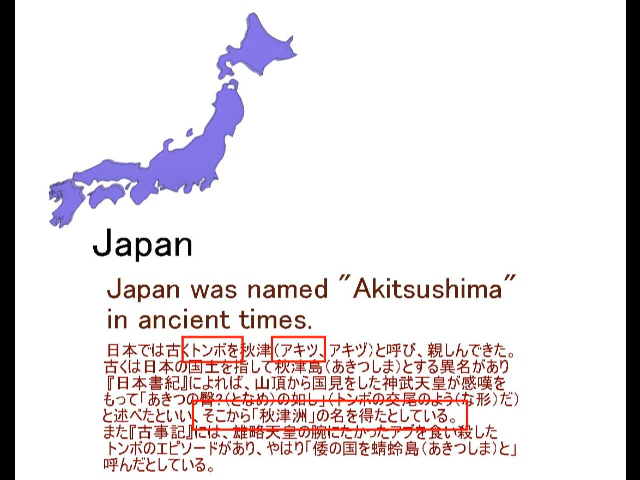 Japan
Japan was named "Akitsushima"
in ancient times.
日本では古くトンボを秋津（アキツ、アキヅ）と呼び、親しんできた。
古くは日本の国土を指して秋津島（あきつしま）とする異名があり
『日本書紀』によれば、山頂から国見をした神武天皇が感嘆を
もって「あきつの臀?（となめ）の如し」（トンボの交尾のよう（な形）だ）
と述べたといい、そこから「秋津洲」の名を得たとしている。
また『古事記』には、雄略天皇の腕にたかったアブを食い殺した
トンボのエピソードがあり、やはり「倭の国を蜻蛉島（あきつしま）と」
呼んだとしている。